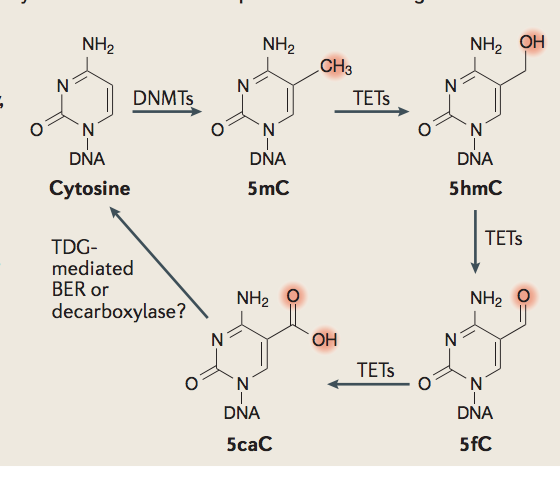 NH₂
N
O
N
DNA
Cytosine
DNMTs
NH₂
CH₃
N
O
N
DNA
5mC
TETs
NH₂
OH
N
O
N
DNA
5hmC
TETs
NH₂
O
N
O
N
DNA
5fC
TETs
NH₂
O
OH
N
O
N
DNA
5caC
TDG-
mediated
BER or
decarboxylase?